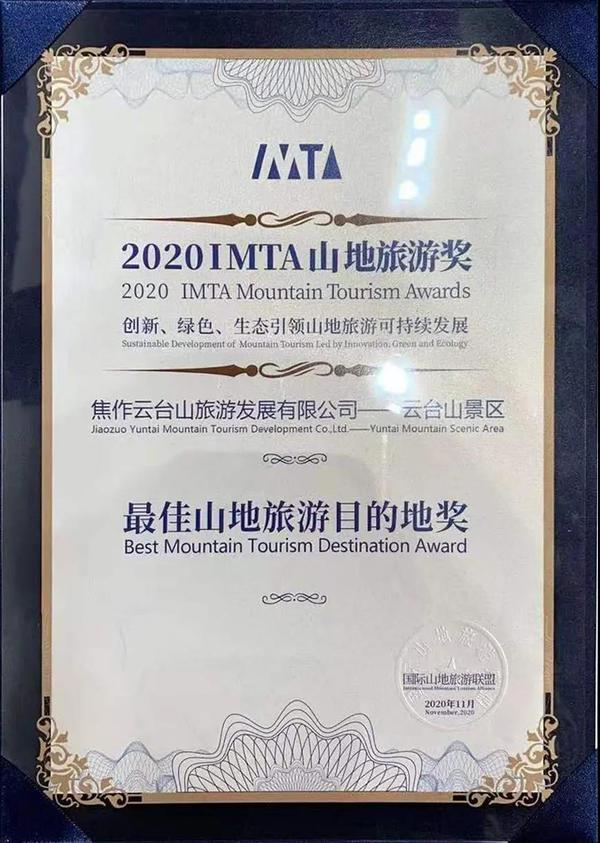 IMTA
2020 IMTA 山地旅游奖
2020 IMTA Mountain Tourism Awards
创新、绿色、生态引领山地旅游可持续发展
Sustainable Development of Mountain Tourism Led by Innovation, Green and Ecology
焦作云台山旅游发展有限公司——云台山景区
Jiaozuo Yuntai Mountain Tourism Development Co.,Ltd.——Yuntai Mountain Scenic Area
最佳山地旅游目的地奖
Best Mountain Tourism Destination Award
山地旅游
国际山地旅游联盟
International Mountain Tourism Alliance
2020年11月
November,2020